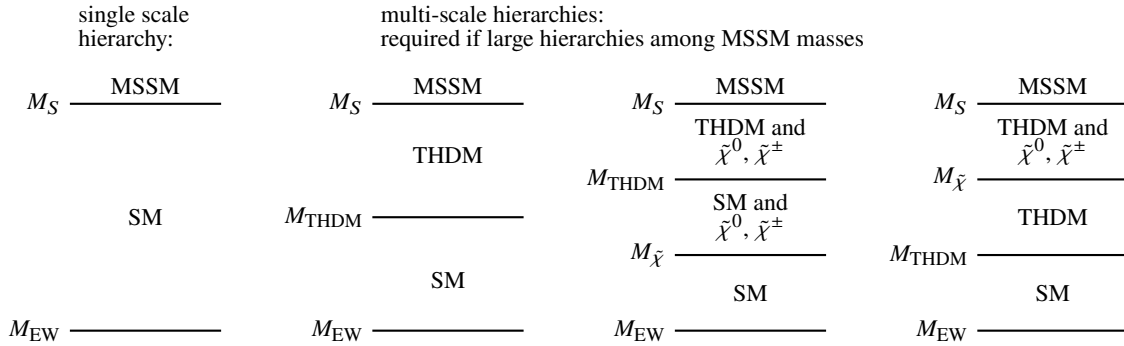 single scale
hierarchy:
multi-scale hierarchies:
required if large hierarchies among MSSM masses
MSSM
M_S
SM
M_EW
MSSM
M_S
THDM
M_THDM
SM
M_EW
MSSM
M_S
THDM and
χ̃⁰, χ̃±
M_THDM
SM and
χ̃⁰, χ̃±
M_χ̃
SM
M_EW
MSSM
M_S
THDM and
χ̃⁰, χ̃±
M_χ̃
THDM
M_THDM
SM
M_EW